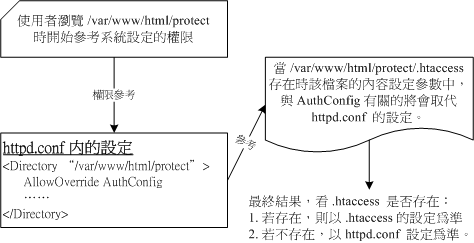 使用者瀏覽 /var/www/html/protect
時開始參考系統設定的權限
權限參考
httpd.conf 內的設定
<Directory “/var/www/html/protect”>
AllowOverride AuthConfig
……
</Directory>
參考
當 /var/www/html/protect/.htaccess
存在時該檔案的內容設定參數中，
與 AuthConfig 有關的將會取代
httpd.conf 的設定。
最終結果，看 .htaccess 是否存在：
1. 若存在，則以 .htaccess 的設定為準
2. 若不存在，以 httpd.conf 設定為準。